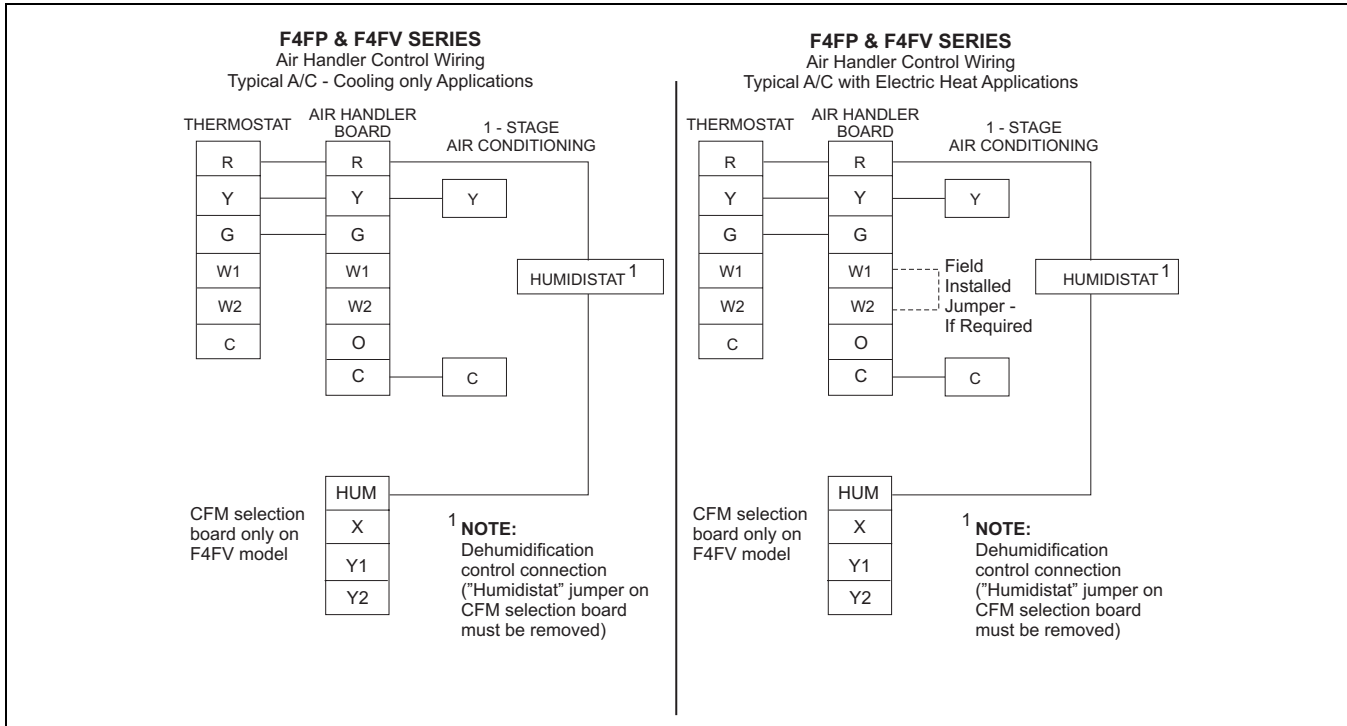 F4FP & F4FV SERIES
Air Handler Control Wiring
Typical A/C - Cooling only Applications
THERMOSTAT
AIR HANDLER
BOARD
1 - STAGE
AIR CONDITIONING
R
R
Y
Y
Y
G
G
W1
W1
HUMIDISTAT 1
W2
W2
C
O
C
C
CFM selection
board only on
F4FV model
HUM
X
Y1
Y2
1 NOTE:
Dehumidification
control connection
("Humidistat" jumper on
CFM selection board
must be removed)
F4FP & F4FV SERIES
Air Handler Control Wiring
Typical A/C with Electric Heat Applications
THERMOSTAT
AIR HANDLER
BOARD
1 - STAGE
AIR CONDITIONING
R
R
Y
Y
Y
G
G
W1
W1
W2
W2
Field
Installed
Jumper -
If Required
HUMIDISTAT 1
C
O
C
C
CFM selection
board only on
F4FV model
HUM
X
Y1
Y2
1 NOTE:
Dehumidification
control connection
("Humidistat" jumper on
CFM selection board
must be removed)